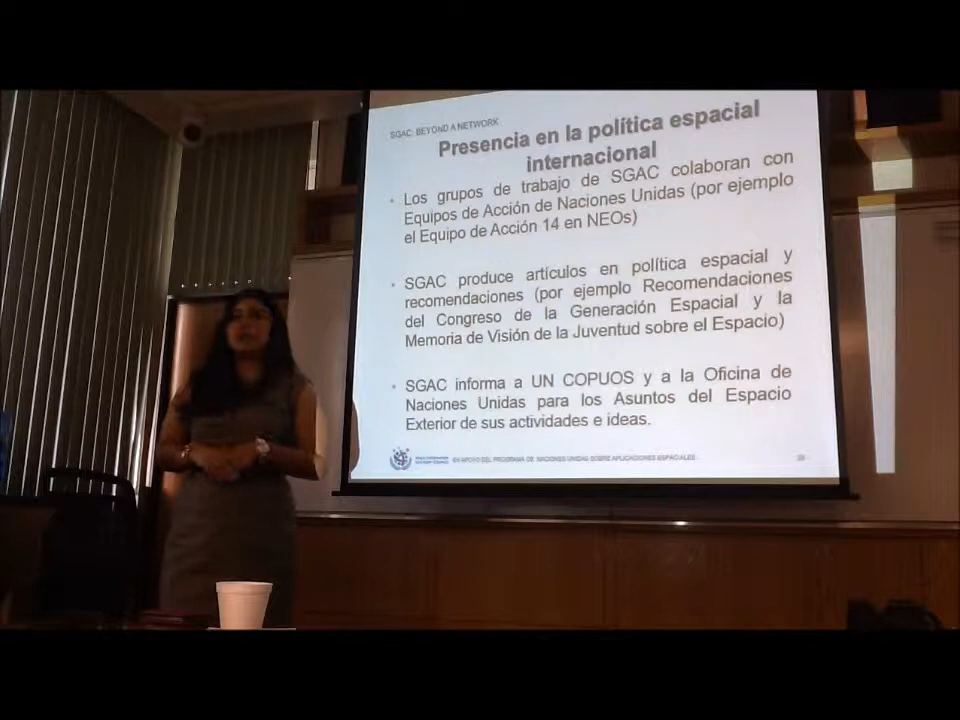 SGAC: BEYOND A NETWORK
Presencia en la política espacial
internacional
• Los grupos de trabajo de SGAC colaboran con
Equipos de Acción de Naciones Unidas (por ejemplo
el Equipo de Acción 14 en NEOs)
• SGAC produce artículos en política espacial y
recomendaciones (por ejemplo Recomendaciones
del Congreso de la Generación Espacial y la
Memoria de Visión de la Juventud sobre el Espacio)
• SGAC informa a UN COPUOS y a la Oficina de
Naciones Unidas para los Asuntos del Espacio
Exterior de sus actividades e ideas.
EN APOYO DEL PROGRAMA DE NACIONES UNIDAS SOBRE APLICACIONES ESPACIALES